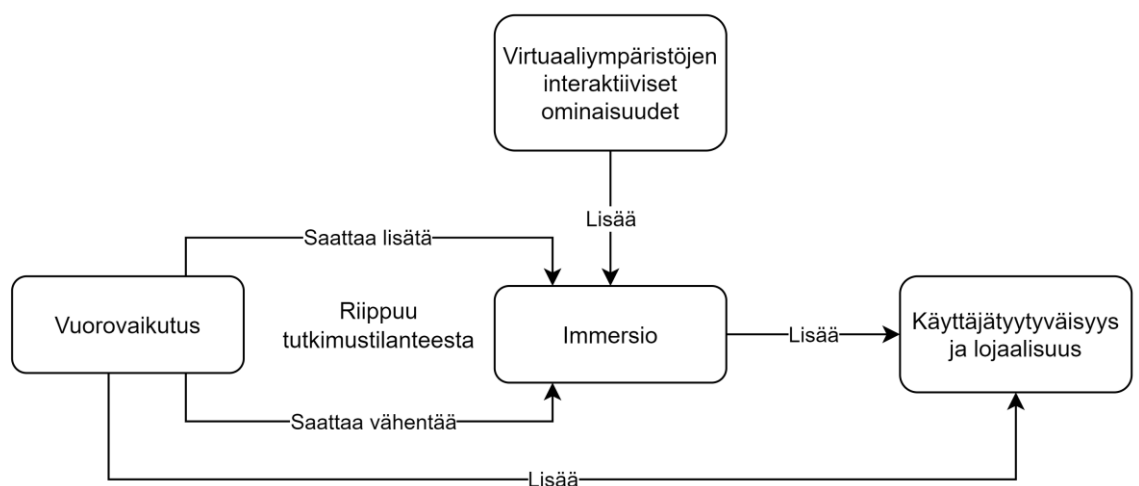 Virtuaaliympäristöjen
interaktiiviset
ominaisuudet
Lisää
Saattaa lisätä
Vuorovaikutus
Riippuu
tutkimustilanteesta
Immersio
Lisää
Käyttäjätyytyväisyys
ja lojaalisuus
Saattaa vähentää
Lisää